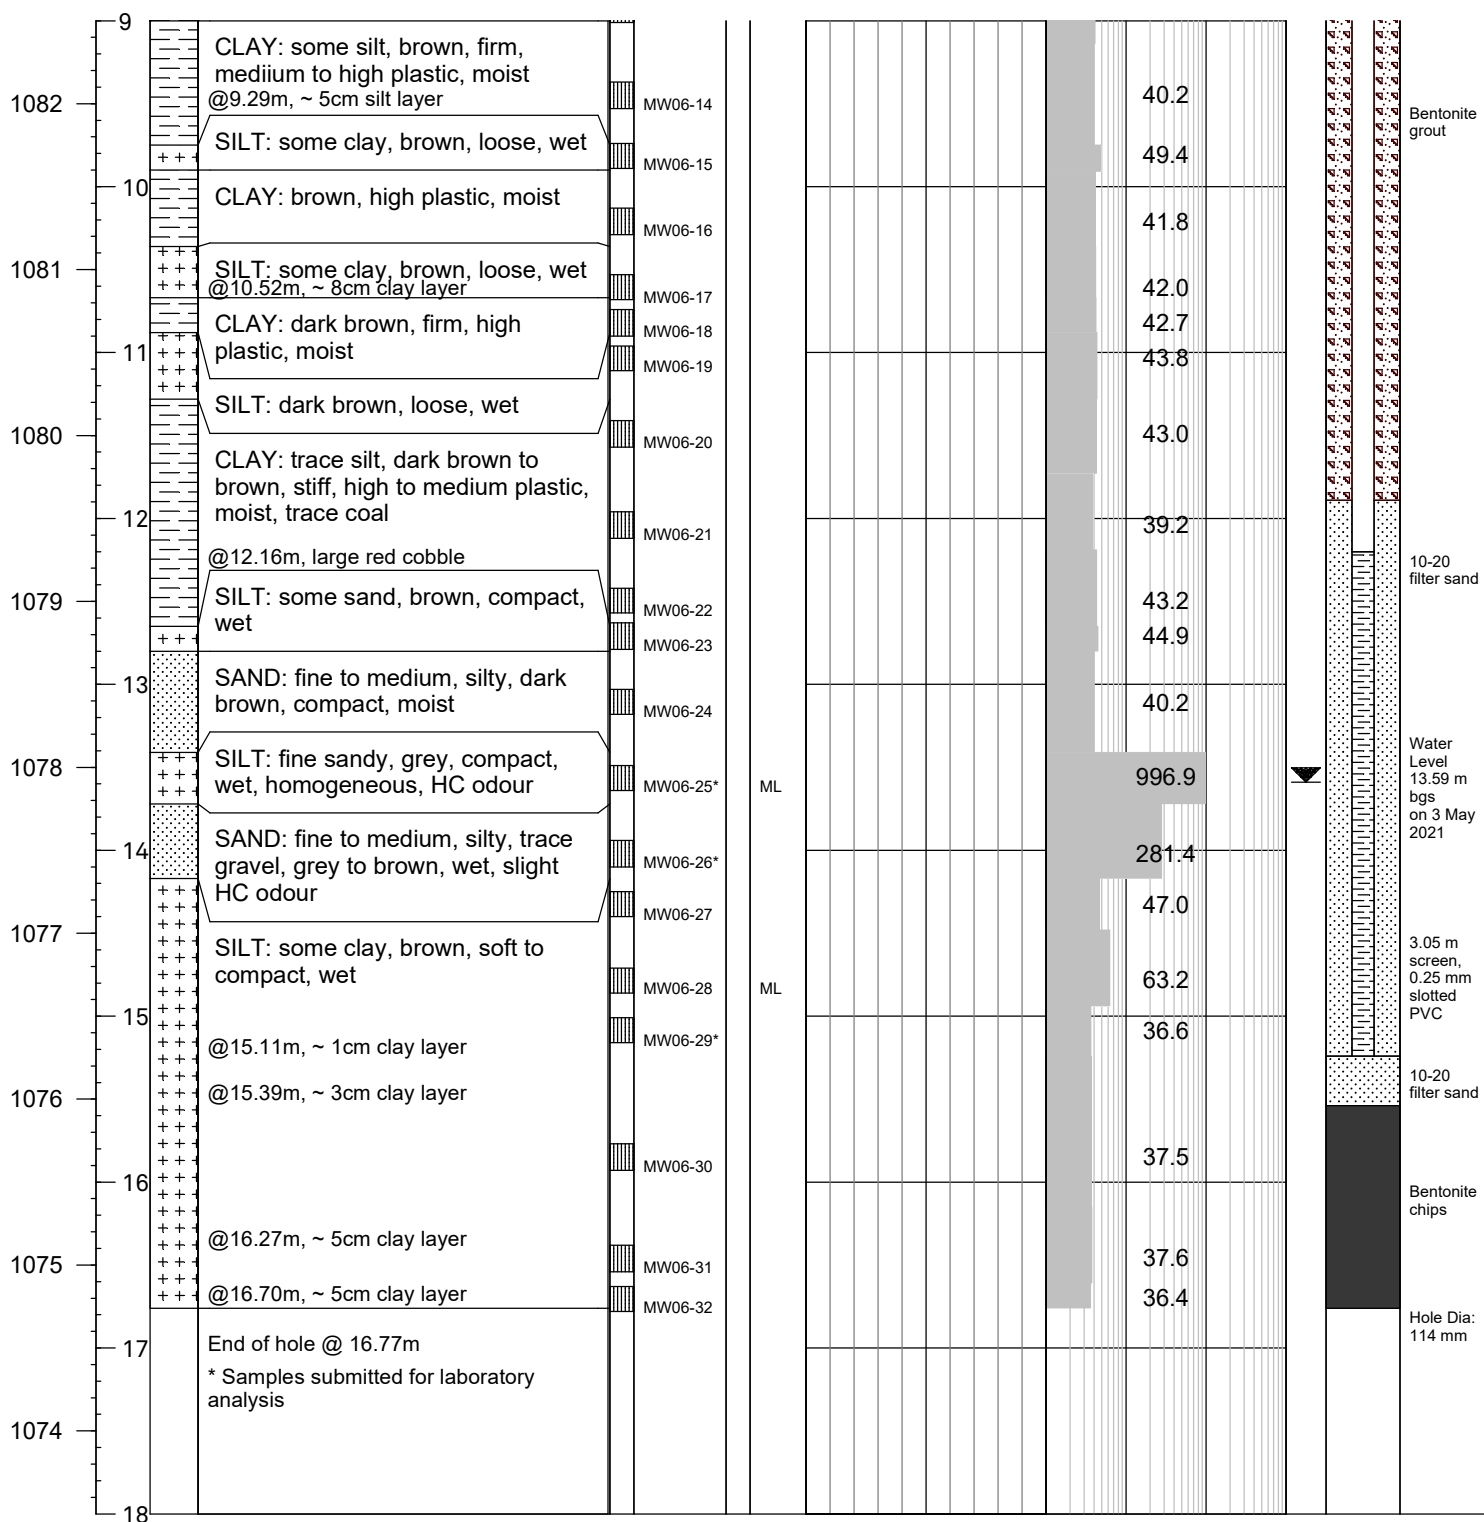 9
CLAY: some silt, brown, firm,
mediium to high plastic, moist
@9.29m, ~ 5cm silt layer
1082
MW06-14
40.2
Bentonite
grout
SILT: some clay, brown, loose, wet
MW06-15
49.4
10
CLAY: brown, high plastic, moist
MW06-16
41.8
1081
SILT: some clay, brown, loose, wet
@10.52m, ~ 8cm clay layer
MW06-17
42.0
CLAY: dark brown, firm, high
plastic, moist
MW06-18
42.7
11
MW06-19
43.8
SILT: dark brown, loose, wet
1080
MW06-20
43.0
CLAY: trace silt, dark brown to
brown, stiff, high to medium plastic,
moist, trace coal
12
MW06-21
39.2
@12.16m, large red cobble
10-20
filter sand
1079
SILT: some sand, brown, compact,
wet
MW06-22
43.2
MW06-23
44.9
13
SAND: fine to medium, silty, dark
brown, compact, moist
MW06-24
40.2
1078
SILT: fine sandy, grey, compact,
wet, homogeneous, HC odour
MW06-25*
ML
996.9
Water
Level
13.59 m
bgs
on 3 May
2021
14
SAND: fine to medium, silty, trace
gravel, grey to brown, wet, slight
HC odour
MW06-26*
281.4
MW06-27
47.0
1077
SILT: some clay, brown, soft to
compact, wet
MW06-28
ML
63.2
3.05 m
screen,
0.25 mm
slotted
PVC
15
MW06-29*
36.6
@15.11m, ~ 1cm clay layer
1076
@15.39m, ~ 3cm clay layer
10-20
filter sand
MW06-30
37.5
16
Bentonite
chips
@16.27m, ~ 5cm clay layer
1075
MW06-31
37.6
@16.70m, ~ 5cm clay layer
MW06-32
36.4
Hole Dia:
114 mm
17
End of hole @ 16.77m
* Samples submitted for laboratory
analysis
1074
18